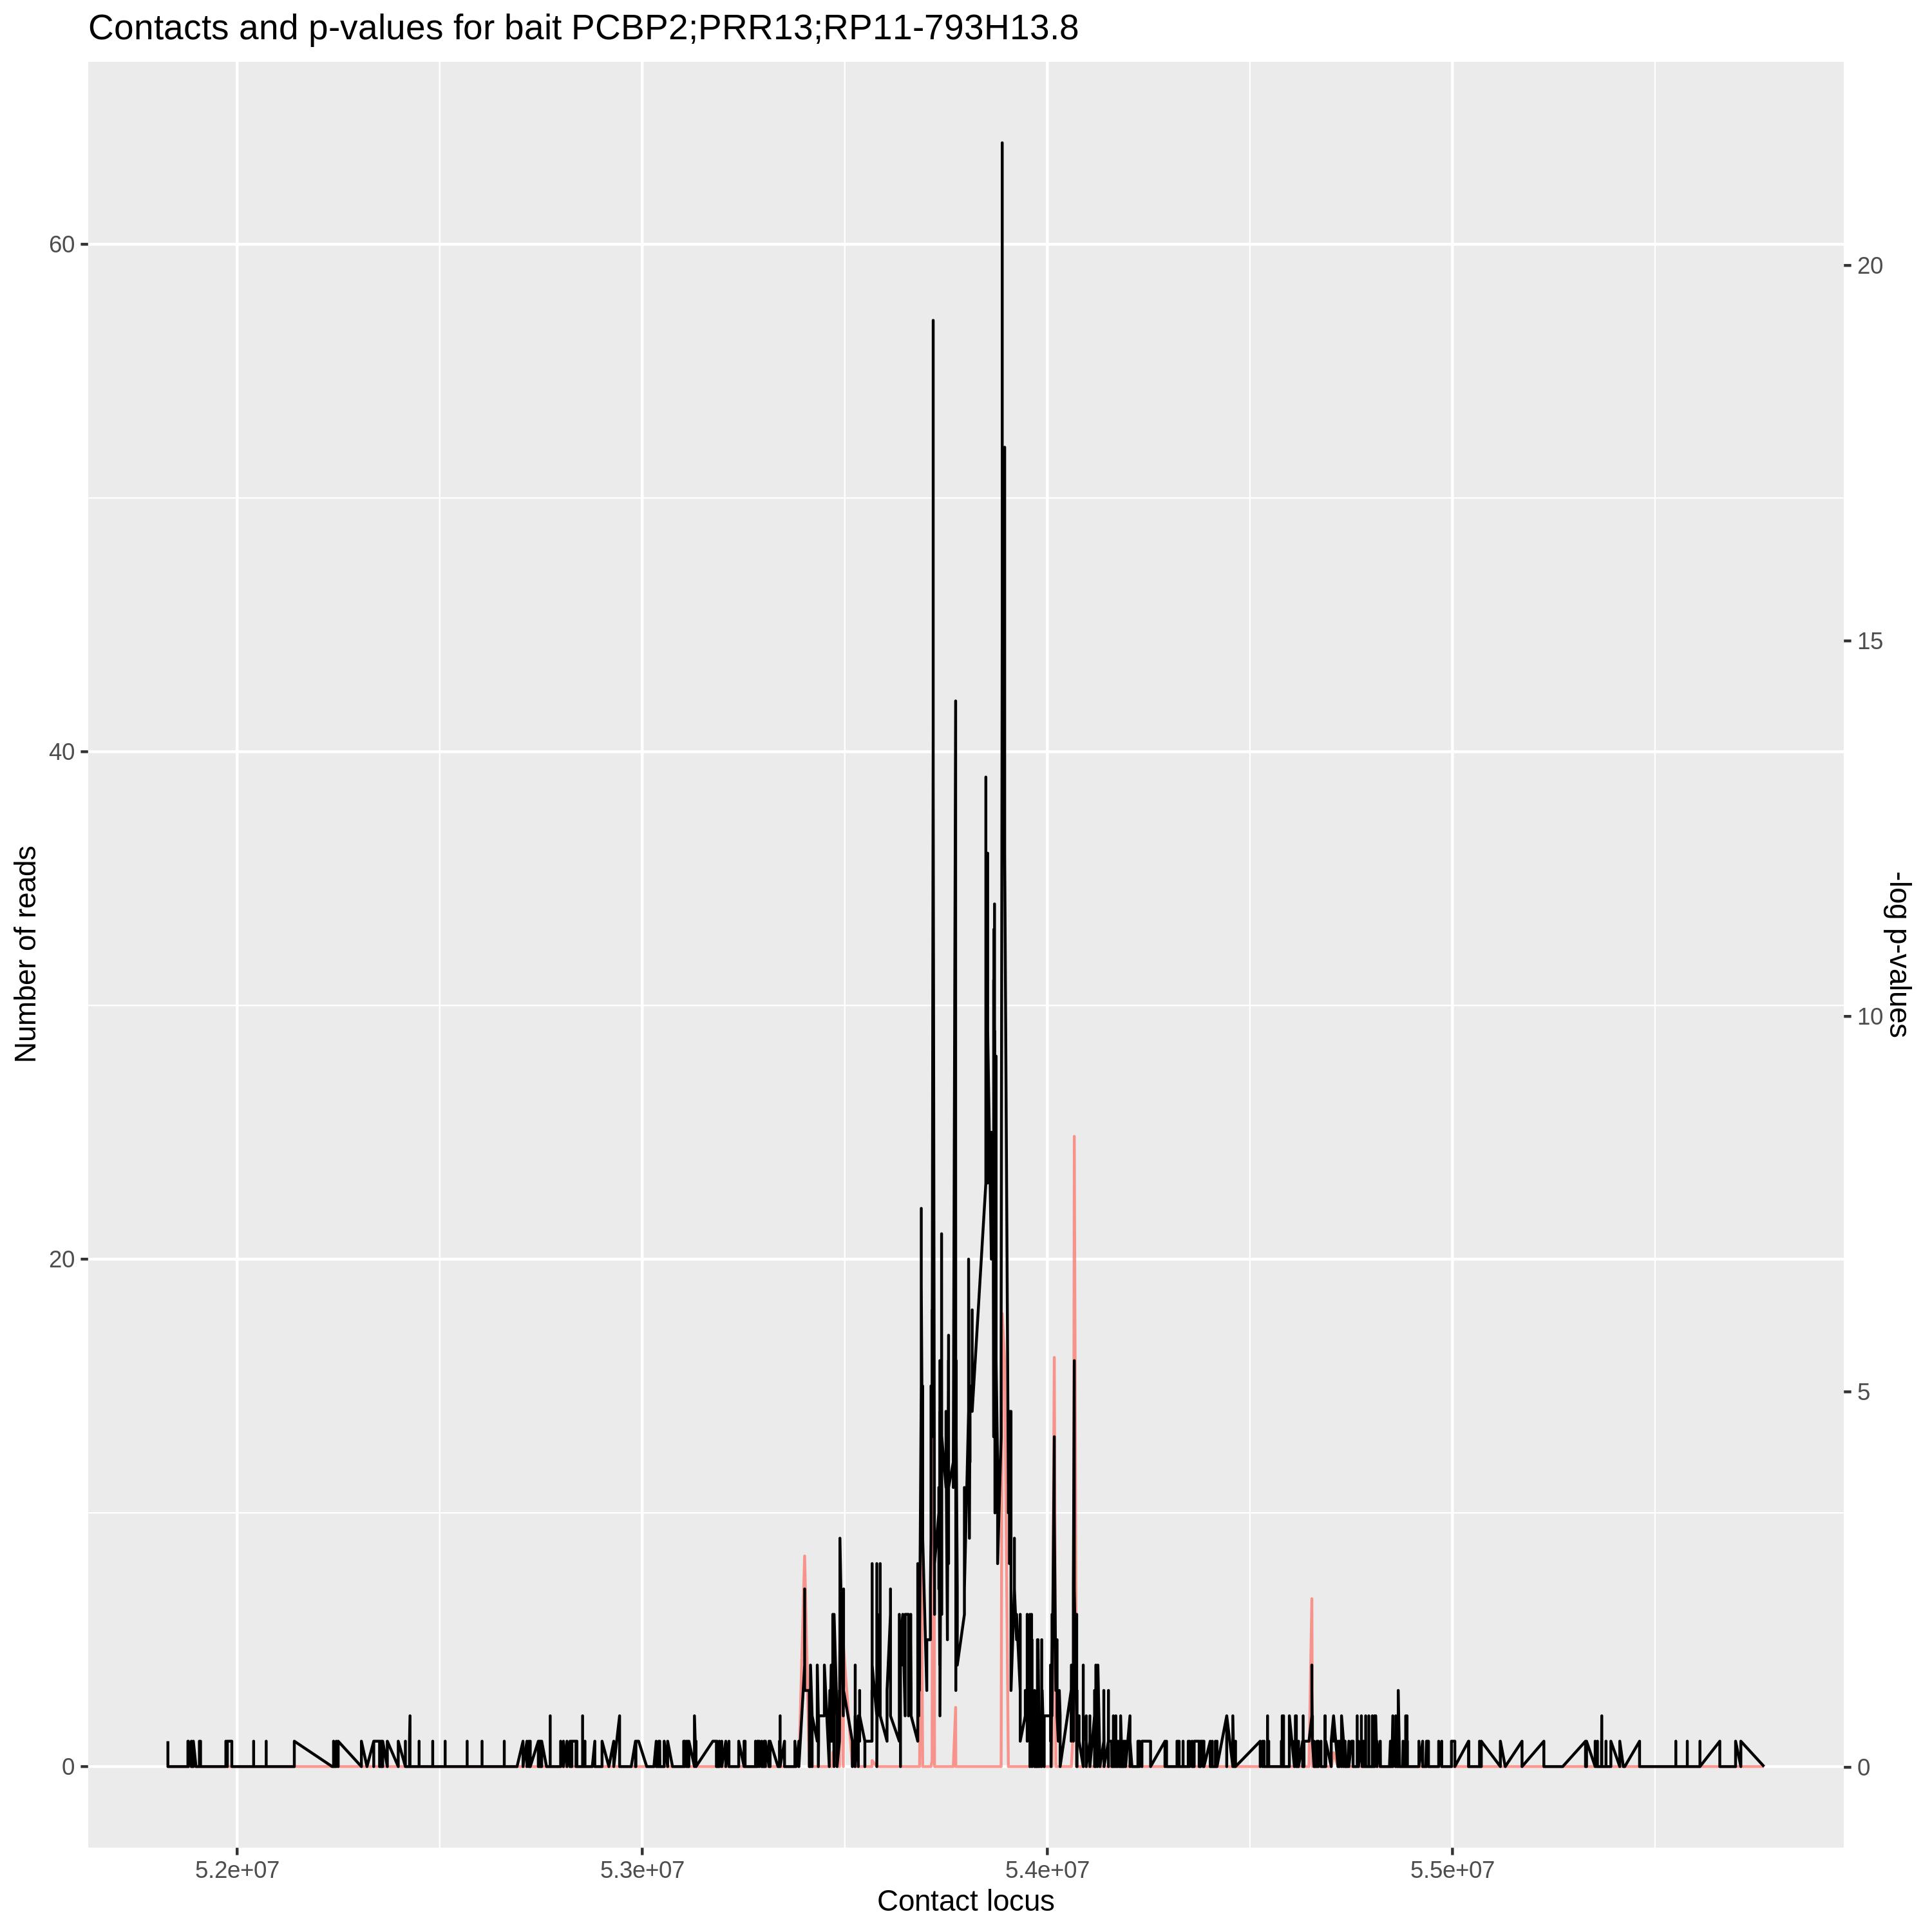 Contacts and p-values for bait PCBP2;PRR13;RP11-793H13.8
60
40
20
0
Number of reads
20
15
10
5
0
-log p-values
5.2e+07
5.3e+07
5.4e+07
5.5e+07
Contact locus